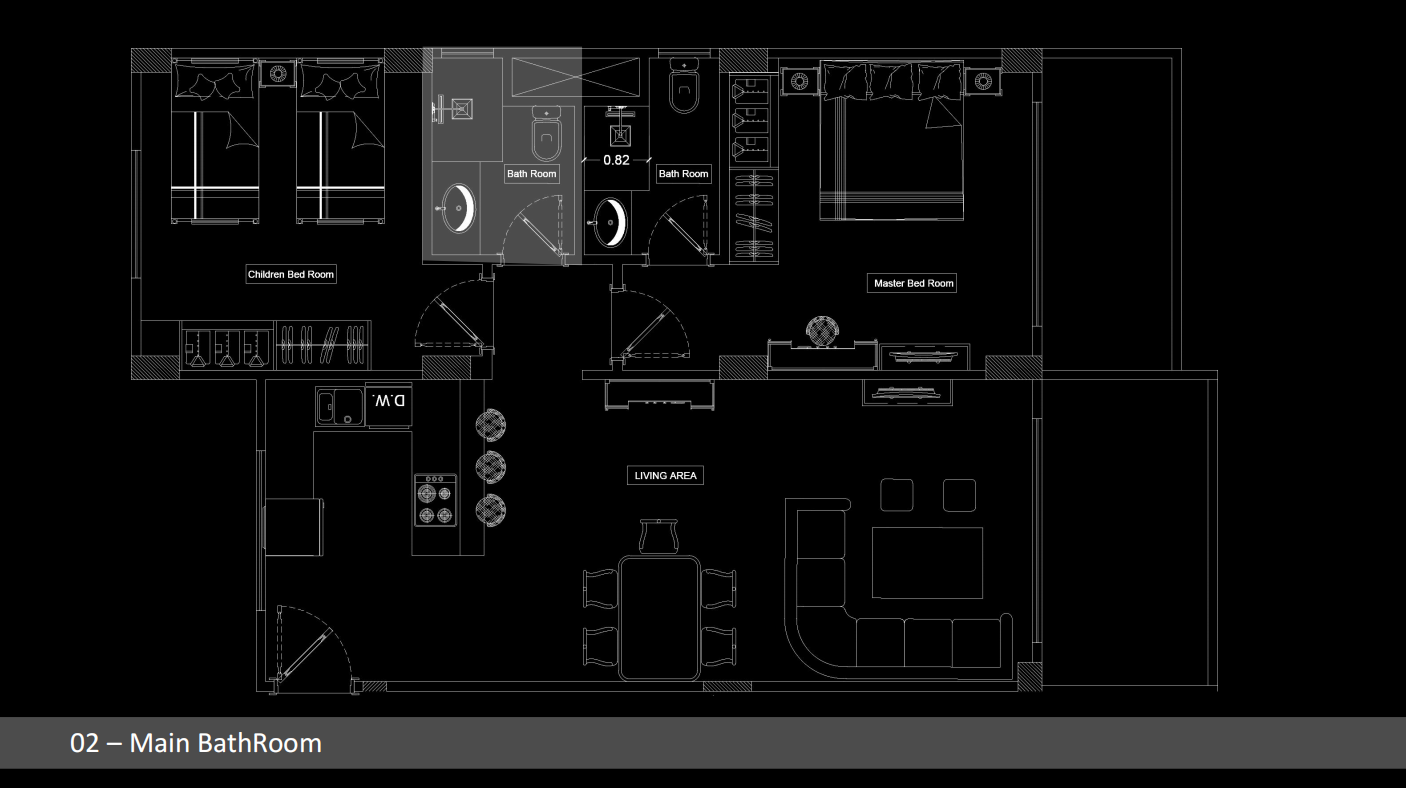 0.82
Bath Room
Bath Room
Children Bed Room
Master Bed Room
D.W.
LIVING AREA
02 – Main BathRoom